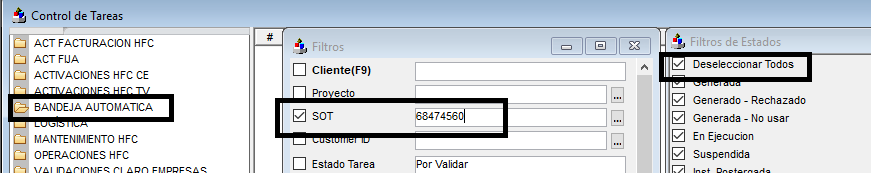 Control de Tareas
ACT FACTURACION HFC
ACT FIJA
ACTIVACIONES HFC CE
ACTIVACIONES HFC TV
BANDEJA AUTOMATICA
LOGISTICA
MANTENIMIENTO HFC
OPERACIONES HFC
VALIDACIONES CLARO EMPRESAS
#
Filtros
Cliente(F9)
Proyecto
...
SOT
68474560
...
Customer ID
...
Estado Tarea
Por Validar
Filtros de Estados
Deseleccionar Todos
Generada
Generado - Rechazado
Generada - No usar
En Ejecucion
Suspendida
Inst. Postergada